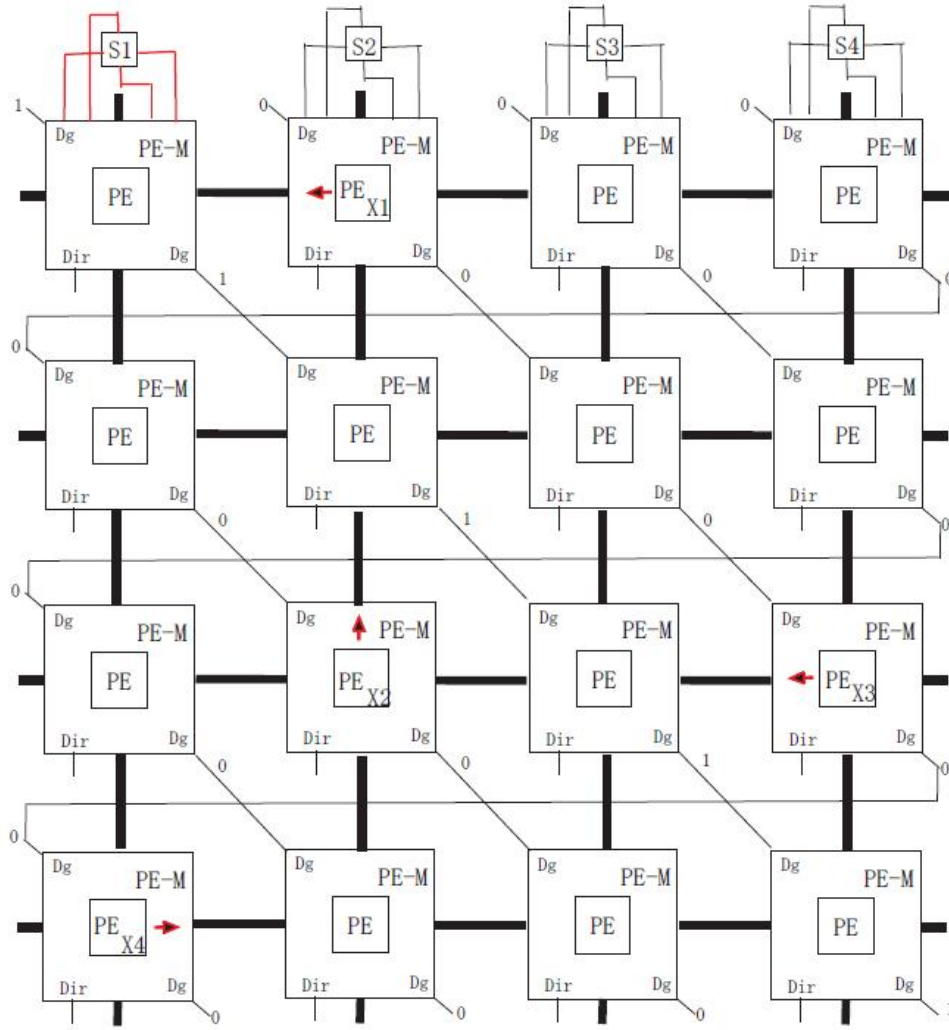 S1 S2 S3 S4
1 0 0 0
Dg Dg Dg Dg
PE-M PE-M PE-M PE-M
PE PE X1 PE PE
Dir Dg Dir Dg Dir Dg Dir Dg
1 0 0 0
0
Dg Dg Dg Dg
PE-M PE-M PE-M PE-M
PE PE PE PE
Dir Dg Dir Dg Dir Dg Dir Dg
0 1 0 0
0
Dg Dg Dg Dg
PE-M PE-M PE-M PE-M
PE PE X2 PE PE X3
Dir Dg Dir Dg Dir Dg Dir Dg
0 0 1 0
0
Dg Dg Dg Dg
PE-M PE-M PE-M PE-M
PE X4 PE PE PE
Dir Dg Dir Dg Dir Dg Dir Dg
0 0 0